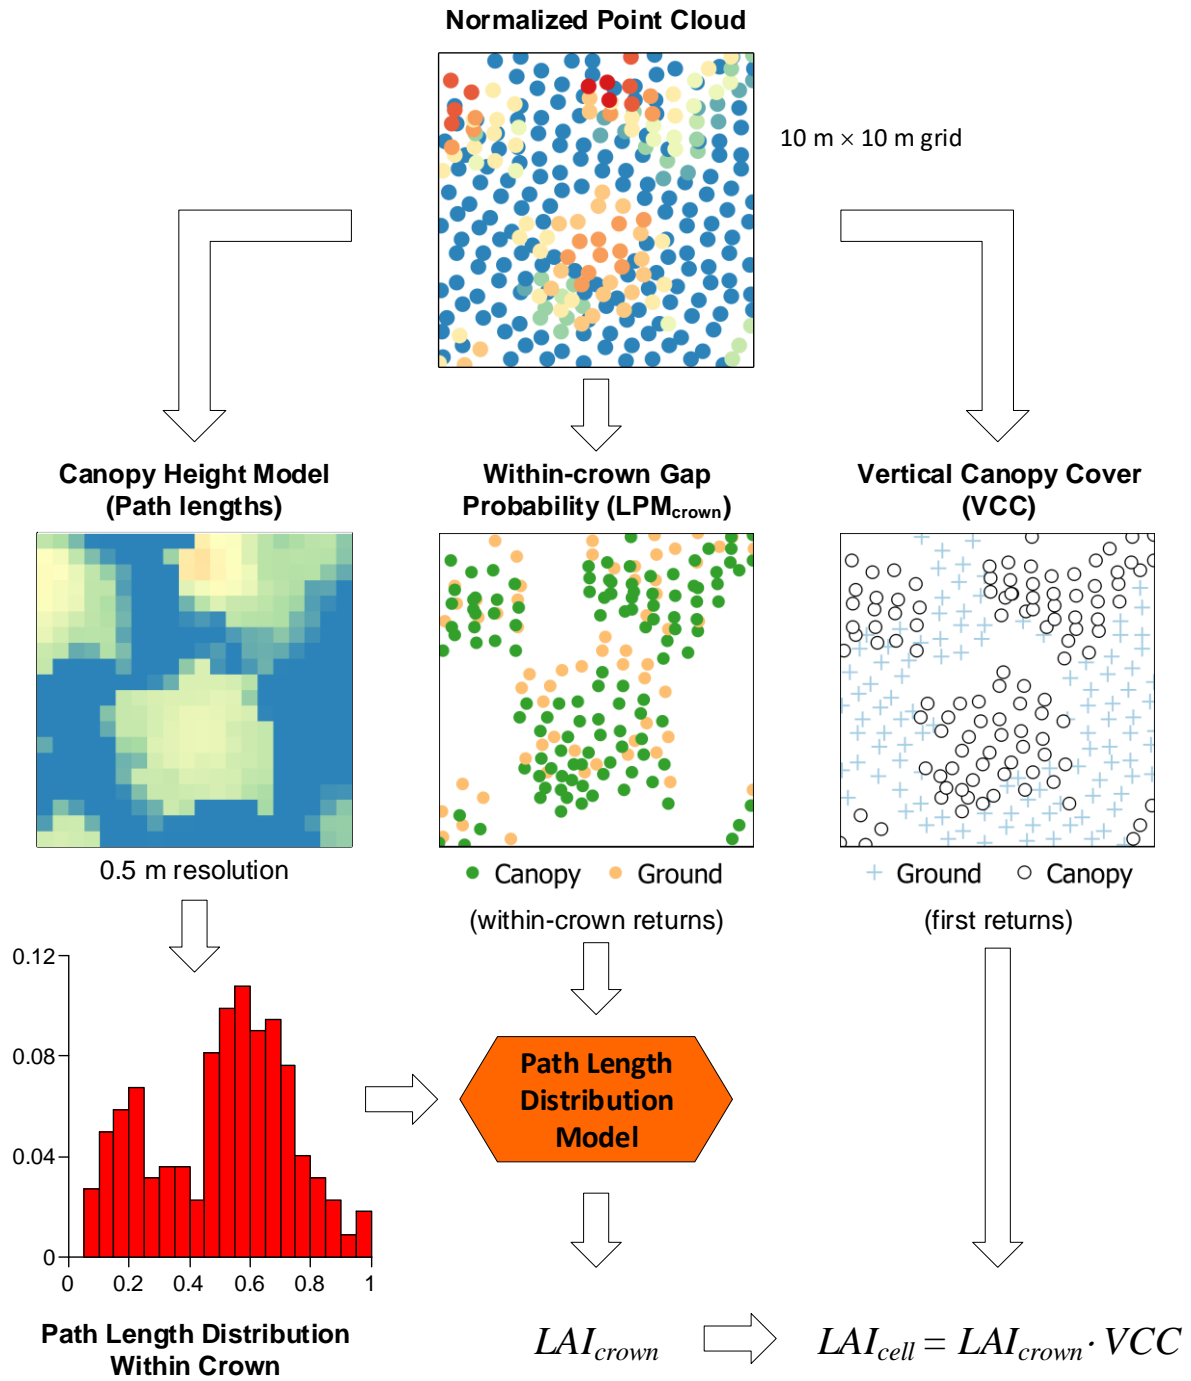 Normalized Point Cloud
10 m × 10 m grid
Canopy Height Model
(Path lengths)
Within-crown Gap
Probability (LPMcrown)
Vertical Canopy Cover
(VCC)
0.5 m resolution
Canopy Ground
(within-crown returns)
Ground Canopy
(first returns)
0.12
0.08
0.04
0
0 0.2 0.4 0.6 0.8 1
Path Length Distribution
Within Crown
Path Length
Distribution
Model
LAIcrown
LAIcell = LAIcrown · VCC